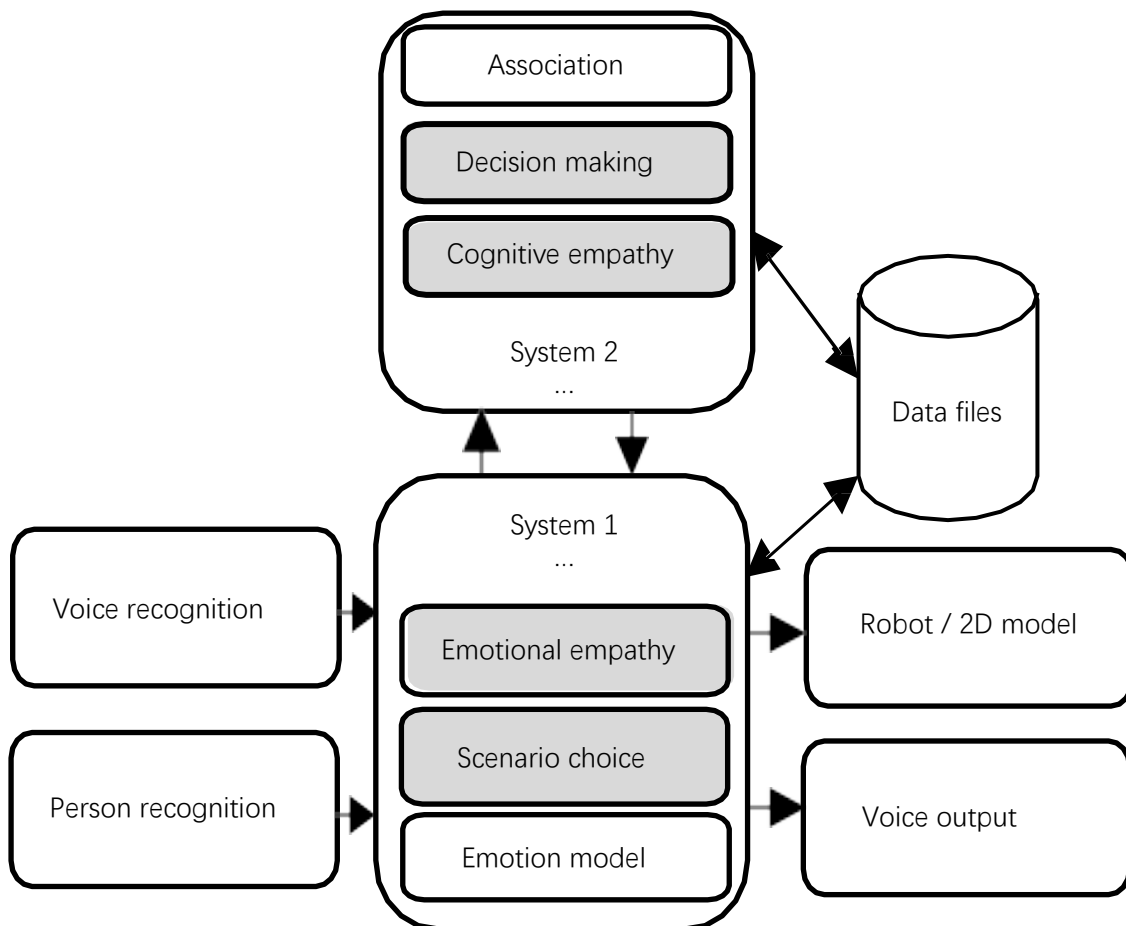 Association
Decision making
Cognitive empathy
System 2
...
Data files
System 1
...
Voice recognition
Emotional empathy
Robot / 2D model
Scenario choice
Person recognition
Voice output
Emotion model